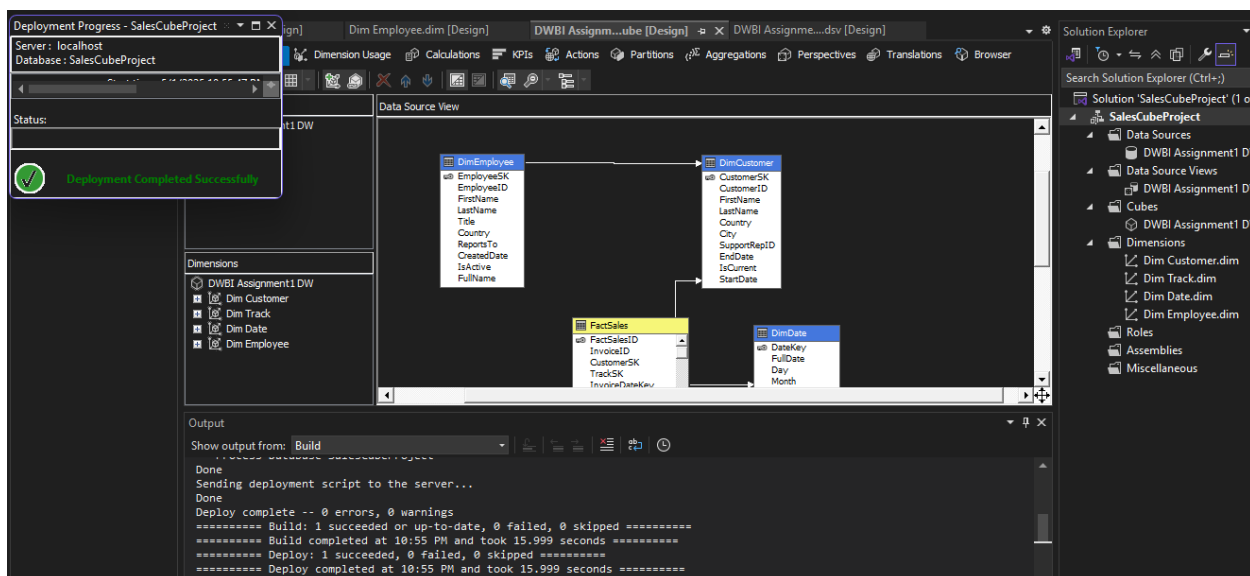 Deployment Progress - SalesCubeProject
Server : localhost
Database : SalesCubeProject
Status:
Deployment Completed Successfully
Dim Employee.dim [Design]
DWBI Assignm...ube [Design]
DWBI Assignme....dsv [Design]
Dimension Usage
Calculations
KPIs
Actions
Partitions
Aggregations
Perspectives
Translations
Browser
Data Source View
Dimensions
DWBI Assignment1 DW
Dim Customer
Dim Track
Dim Date
Dim Employee
DimEmployee
EmployeeSK
EmployeeID
FirstName
LastName
Title
Country
ReportsTo
CreatedDate
IsActive
FullName
DimCustomer
CustomerSK
CustomerID
FirstName
LastName
Country
City
SupportRepID
EndDate
IsCurrent
StartDate
FactSales
FactSalesID
InvoiceID
CustomerSK
TrackSK
InvoiceDateKey
DimDate
DateKey
FullDate
Day
Month
Output
Show output from: Build
Done
Sending deployment script to the server...
Done
Deploy complete -- 0 errors, 0 warnings
========== Build: 1 succeeded or up-to-date, 0 failed, 0 skipped ==========
========== Build completed at 10:55 PM and took 15.999 seconds ==========
========== Deploy: 1 succeeded, 0 failed, 0 skipped ==========
========== Deploy completed at 10:55 PM and took 15.999 seconds ==========
Solution Explorer
Search Solution Explorer (Ctrl+;)
Solution 'SalesCubeProject' (1 o
SalesCubeProject
Data Sources
DWBI Assignment1 D
Data Source Views
DWBI Assignment1 D
Cubes
DWBI Assignment1 D
Dimensions
Dim Customer.dim
Dim Track.dim
Dim Date.dim
Dim Employee.dim
Roles
Assemblies
Miscellaneous